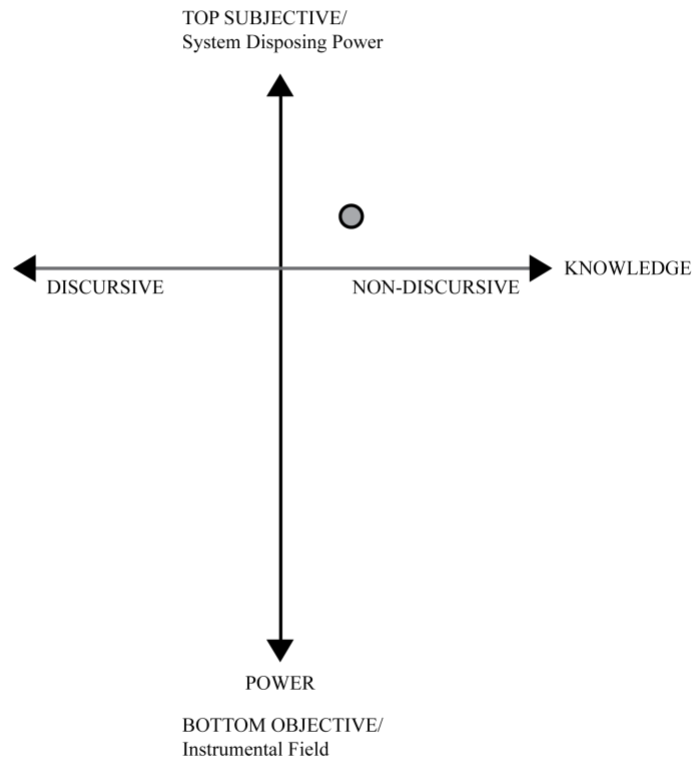 TOP SUBJECTIVE/
System Disposing Power
KNOWLEDGE
DISCURSIVE
NON-DISCURSIVE
POWER
BOTTOM OBJECTIVE/
Instrumental Field